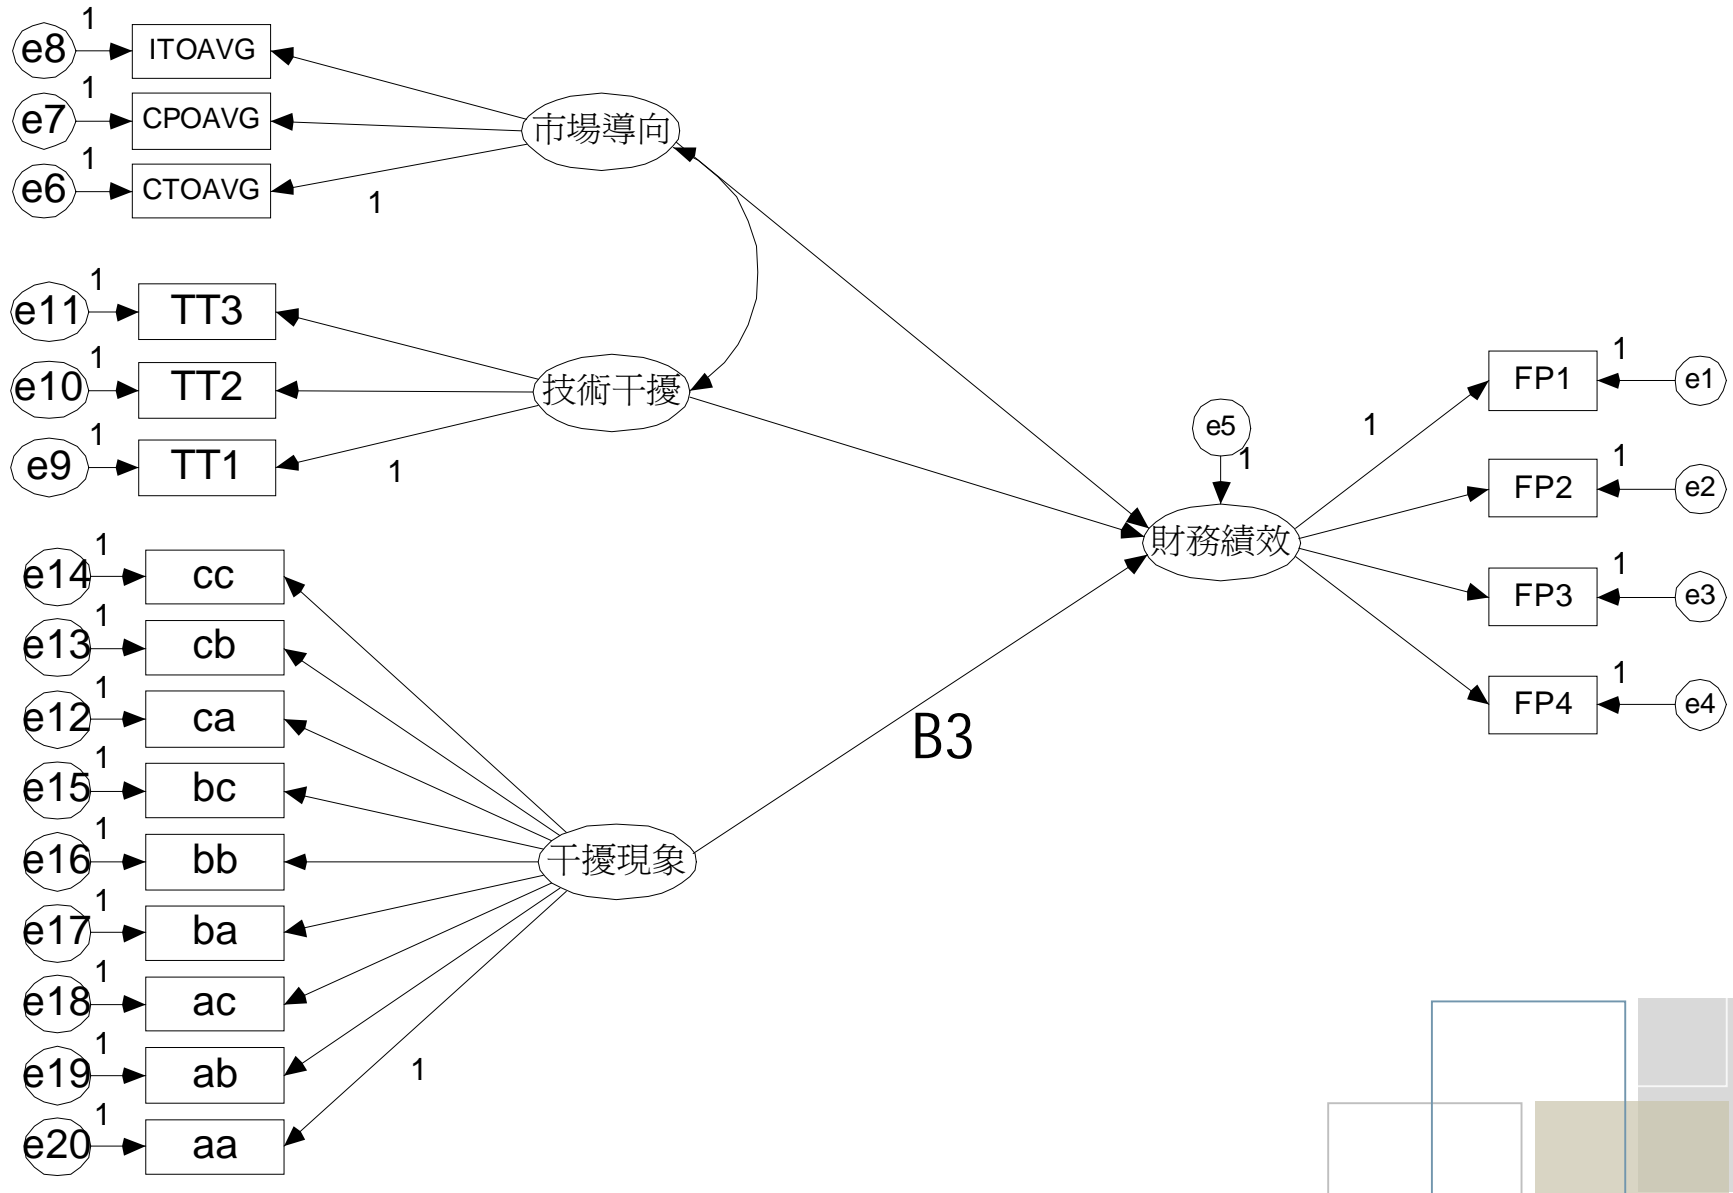 1
e8 ITOAVG
1
e7 CPOAVG
市場導向
1
e6 CTOAVG
1
1
e11 TT3
1
e10 TT2
技術干擾
1
e9 TT1
1
1
FP1
e1
1
e5
1
1
FP2
e2
財務績效
1
FP3
e3
1
FP4
e4
B3
1
e14 cc
1
e13 cb
1
e12 ca
1
e15 bc
1
e16 bb
干擾現象
1
e17 ba
1
e18 ac
1
e19 ab
1
1
e20 aa